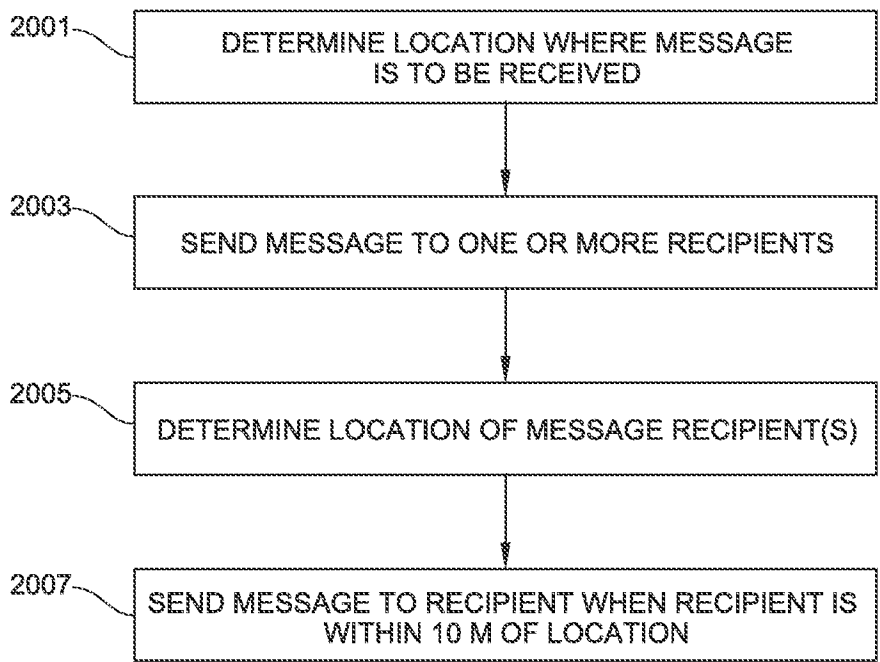 2001
DETERMINE LOCATION WHERE MESSAGE
IS TO BE RECEIVED
2003
SEND MESSAGE TO ONE OR MORE RECIPIENTS
2005
DETERMINE LOCATION OF MESSAGE RECIPIENT(S)
2007
SEND MESSAGE TO RECIPIENT WHEN RECIPIENT IS
WITHIN 10 M OF LOCATION